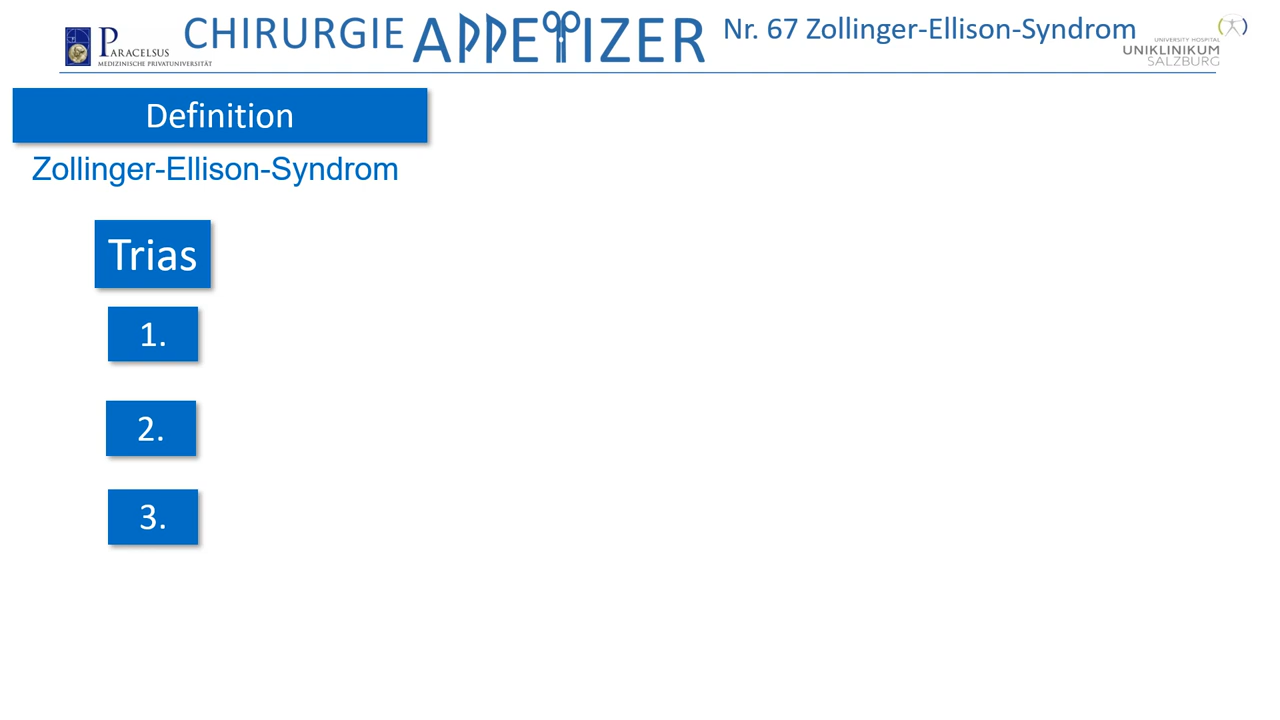 PARACELSUS
MEDIZINISCHE PRIVATUNIVERSITÄT
CHIRURGIE APPETIZER
Nr. 67 Zollinger-Ellison-Syndrom
UNIVERSITY HOSPITAL
UNIKLINIKUM
SALZBURG
Definition
Zollinger-Ellison-Syndrom
Trias
1.
2.
3.